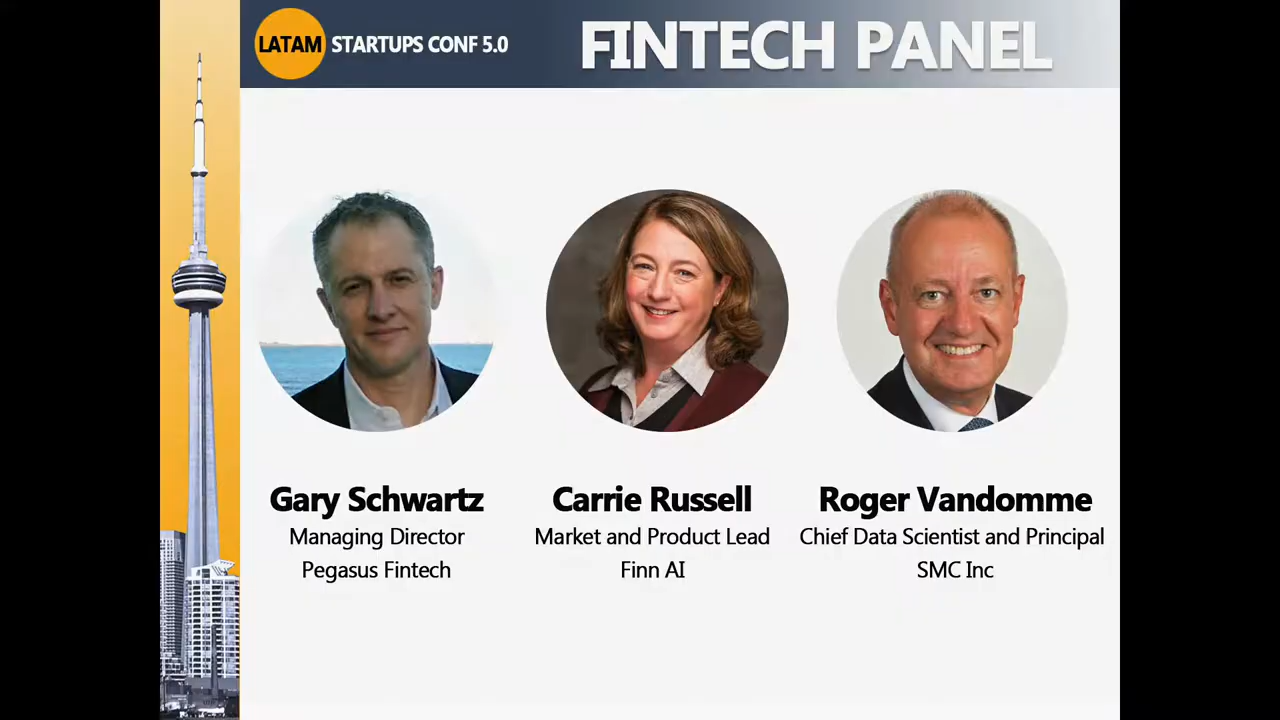 LATAM STARTUPS CONF 5.0
FINTECH PANEL
Gary Schwartz
Managing Director
Pegasus Fintech
Carrie Russell
Market and Product Lead
Finn AI
Roger Vandomme
Chief Data Scientist and Principal
SMC Inc